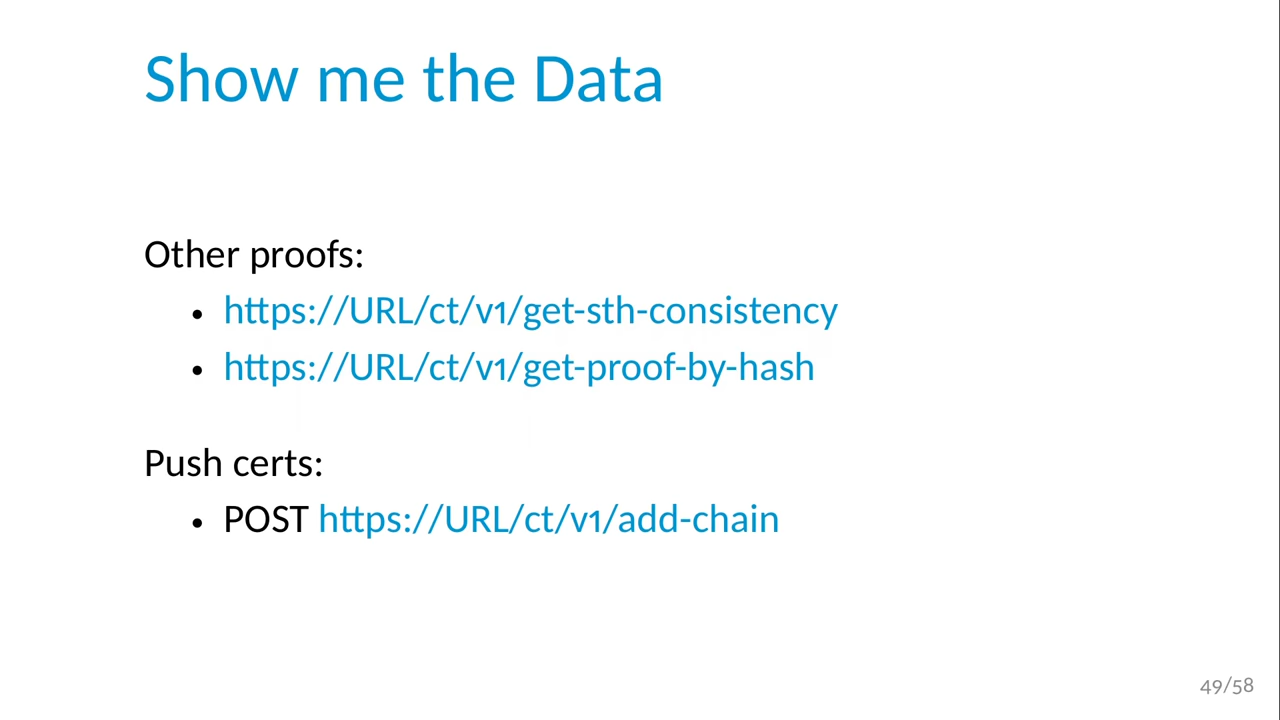 Show me the Data
Other proofs:
• https://URL/ct/v1/get-sth-consistency
• https://URL/ct/v1/get-proof-by-hash
Push certs:
• POST https://URL/ct/v1/add-chain
49/58